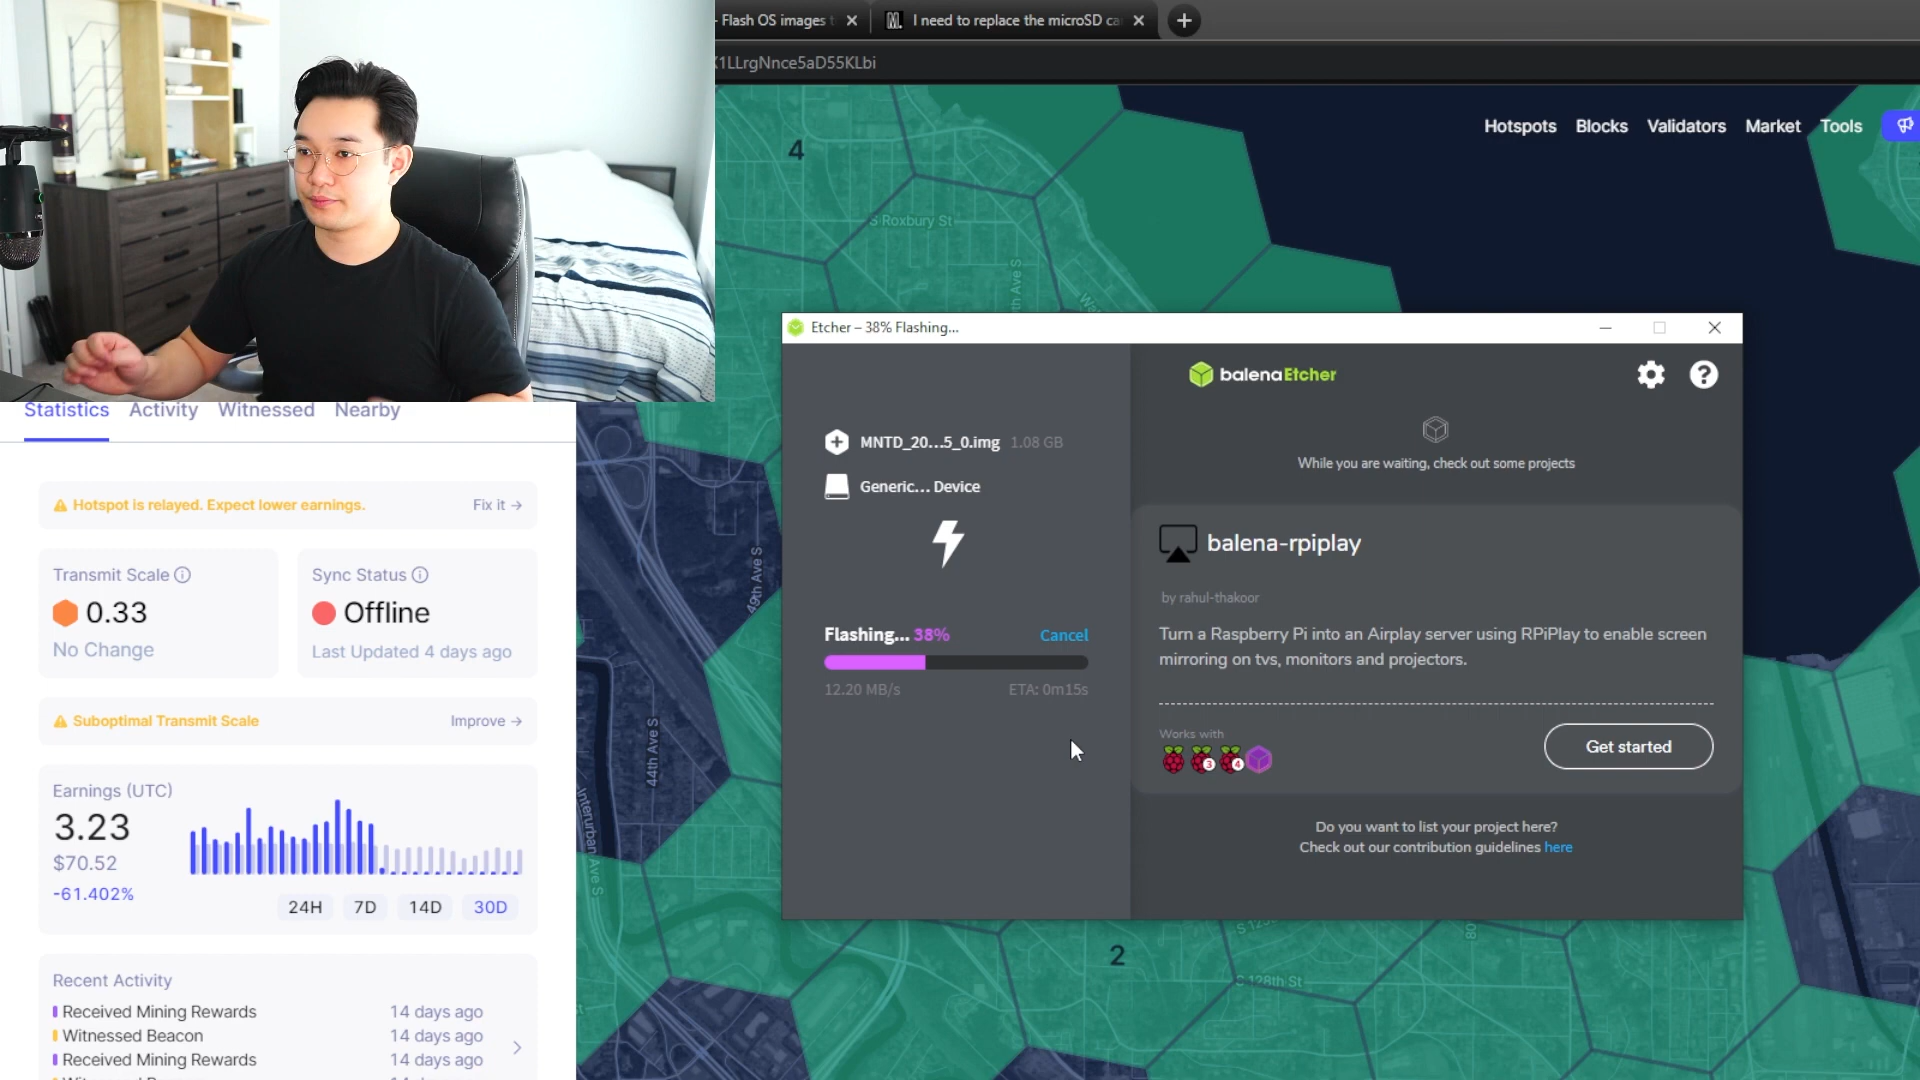 - Flash OS images t
I need to replace the microSD ca
X1LLrgNnce5aD55KLbi
Hotspots Blocks Validators Market Tools
4
S Roxbury St
Etcher – 38% Flashing...
balenaEtcher
MNTD_20...5_0.img 1.08 GB
Generic... Device
Flashing... 38% Cancel
12.20 MB/s ETA: 0m15s
While you are waiting, check out some projects
balena-rpiplay
by rahul-thakoor
Turn a Raspberry Pi into an Airplay server using RPiPlay to enable screen
mirroring on tvs, monitors and projectors.
Works with
3 4
Get started
Do you want to list your project here?
Check out our contribution guidelines here
Statistics Activity Witnessed Nearby
Hotspot is relayed. Expect lower earnings. Fix it →
Transmit Scale
0.33
No Change
Sync Status
Offline
Last Updated 4 days ago
Suboptimal Transmit Scale Improve →
Earnings (UTC)
3.23
$70.52
-61.402%
24H 7D 14D 30D
Recent Activity
Received Mining Rewards 14 days ago
Witnessed Beacon 14 days ago
Received Mining Rewards 14 days ago
49th Ave S
44th Ave S
Interurban Ave S
2
S 128th St